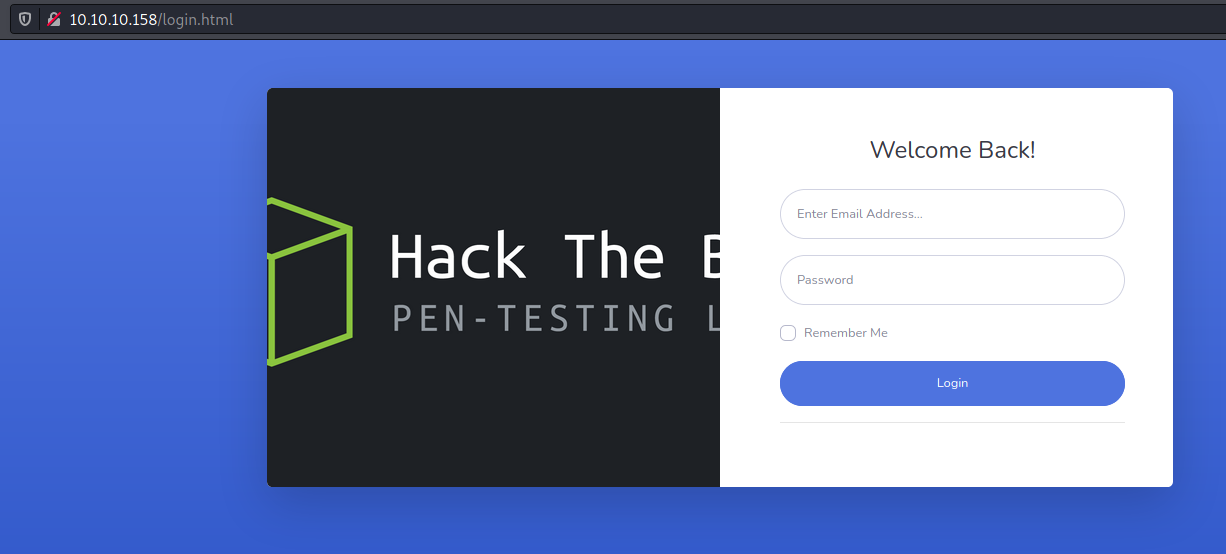 10.10.10.158/login.html
Hack The B
PEN-TESTING L
Welcome Back!
Enter Email Address...
Password
Remember Me
Login